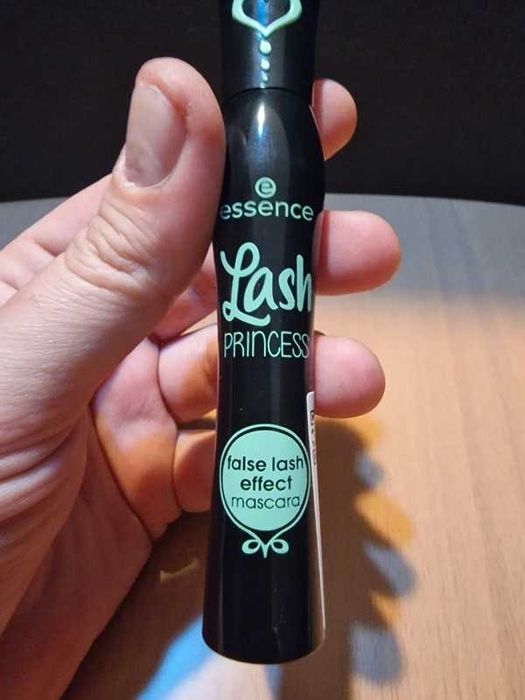 e
essence
Lash
PRINCESS
false lash
effect
mascara